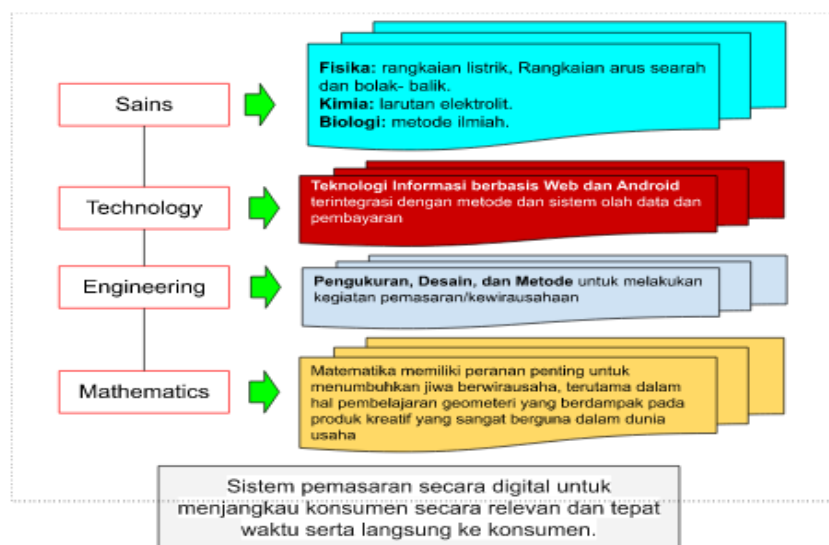 Sains
Fisika: rangkaian listrik, Rangkaian arus searah
dan bolak- balik.
Kimia: larutan elektrolit.
Biologi: metode ilmiah.
Technology
Teknologi Informasi berbasis Web dan Android
terintegrasi dengan metode dan sistem olah data dan
pembayaran
Engineering
Pengukuran, Desain, dan Metode untuk melakukan
kegiatan pemasaran/kewirausahaan
Mathematics
Matematika memiliki peranan penting untuk
menumbuhkan jiwa berwirausaha, terutama dalam
hal pembelajaran geometeri yang berdampak pada
produk kreatif yang sangat berguna dalam dunia
usaha
Sistem pemasaran secara digital untuk
menjangkau konsumen secara relevan dan tepat
waktu serta langsung ke konsumen.